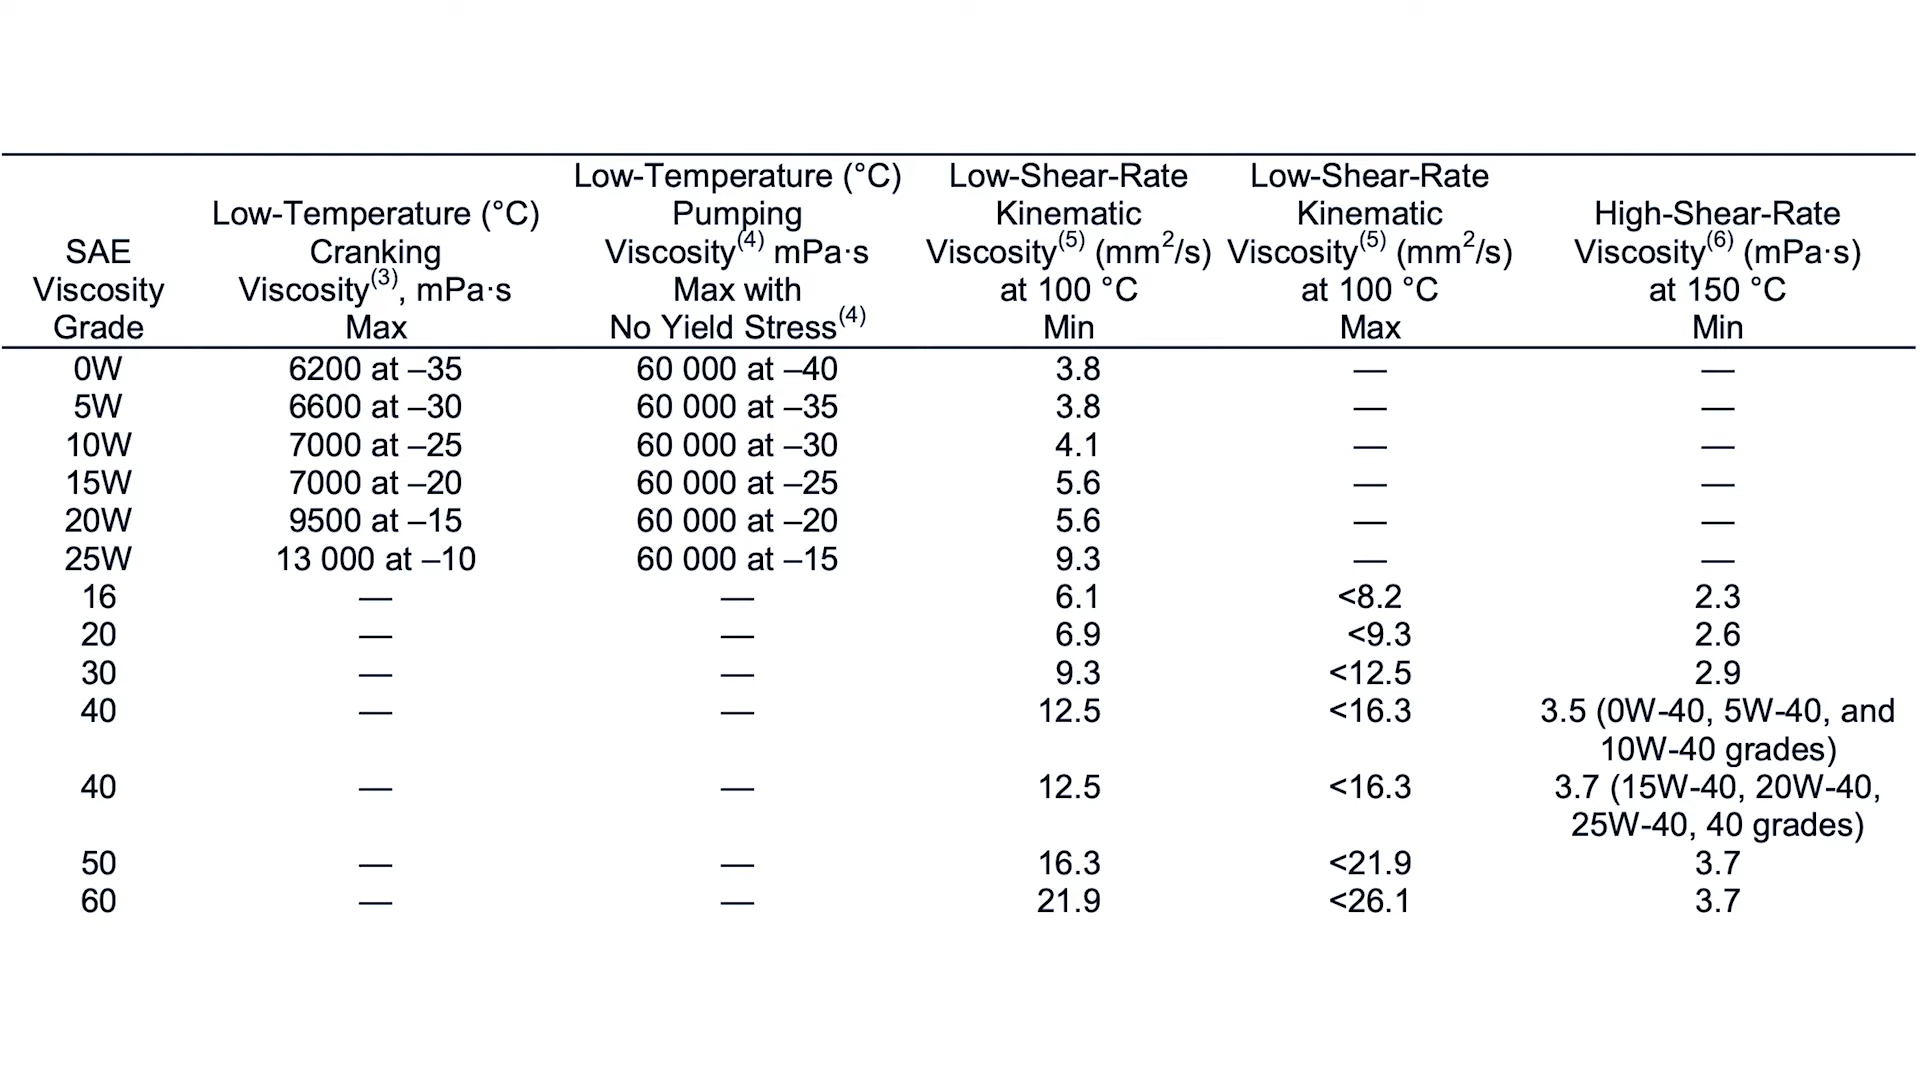 SAE Viscosity Grade | Low-Temperature (°C) Cranking Viscosity(3), mPa·s Max | Low-Temperature (°C) Pumping Viscosity(4) mPa·s Max with No Yield Stress(4) | Low-Shear-Rate Kinematic Viscosity(5) (mm2/s) at 100 °C Min | Low-Shear-Rate Kinematic Viscosity(5) (mm2/s) at 100 °C Max | High-Shear-Rate Viscosity(6) (mPa·s) at 150 °C Min
0W 6200 at –35 60 000 at –40 3.8 — —
5W 6600 at –30 60 000 at –35 3.8 — —
10W 7000 at –25 60 000 at –30 4.1 — —
15W 7000 at –20 60 000 at –25 5.6 — —
20W 9500 at –15 60 000 at –20 5.6 — —
25W 13 000 at –10 60 000 at –15 9.3 — —
16 — — 6.1 <8.2 2.3
20 — — 6.9 <9.3 2.6
30 — — 9.3 <12.5 2.9
40 — — 12.5 <16.3 3.5 (0W-40, 5W-40, and
10W-40 grades)
40 — — 12.5 <16.3 3.7 (15W-40, 20W-40,
25W-40, 40 grades)
50 — — 16.3 <21.9 3.7
60 — — 21.9 <26.1 3.7